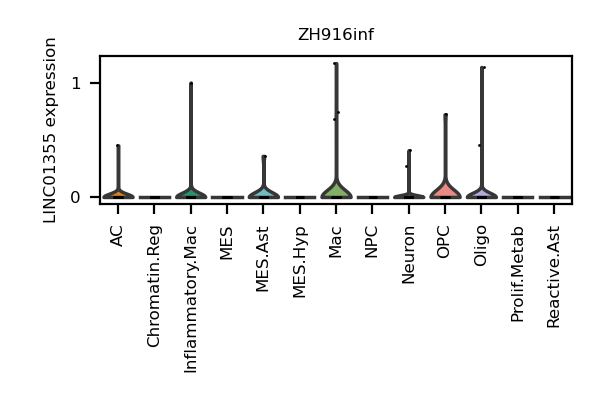 ZH916inf
LINC01355 expression
1
0
AC
Chromatin.Reg
Inflammatory.Mac
MES
MES.Ast
MES.Hyp
Mac
NPC
Neuron
OPC
Oligo
Prolif.Metab
Reactive.Ast